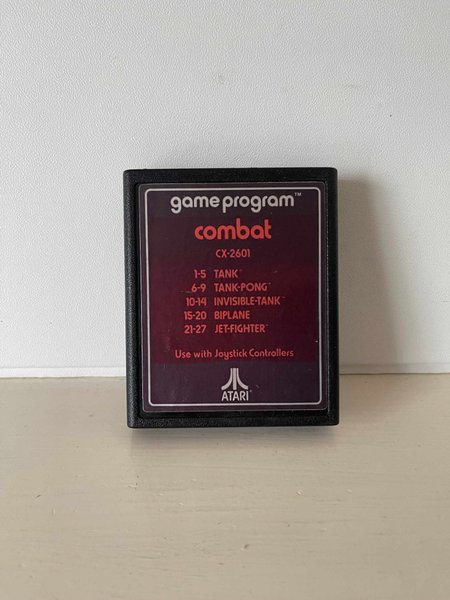 game program™
combat
CX-2601
1-5 TANK™
6-9 TANK-PONG™
10-14 INVISIBLE-TANK™
15-20 BIPLANE
21-27 JET-FIGHTER™
Use with Joystick Controllers
ATARI®